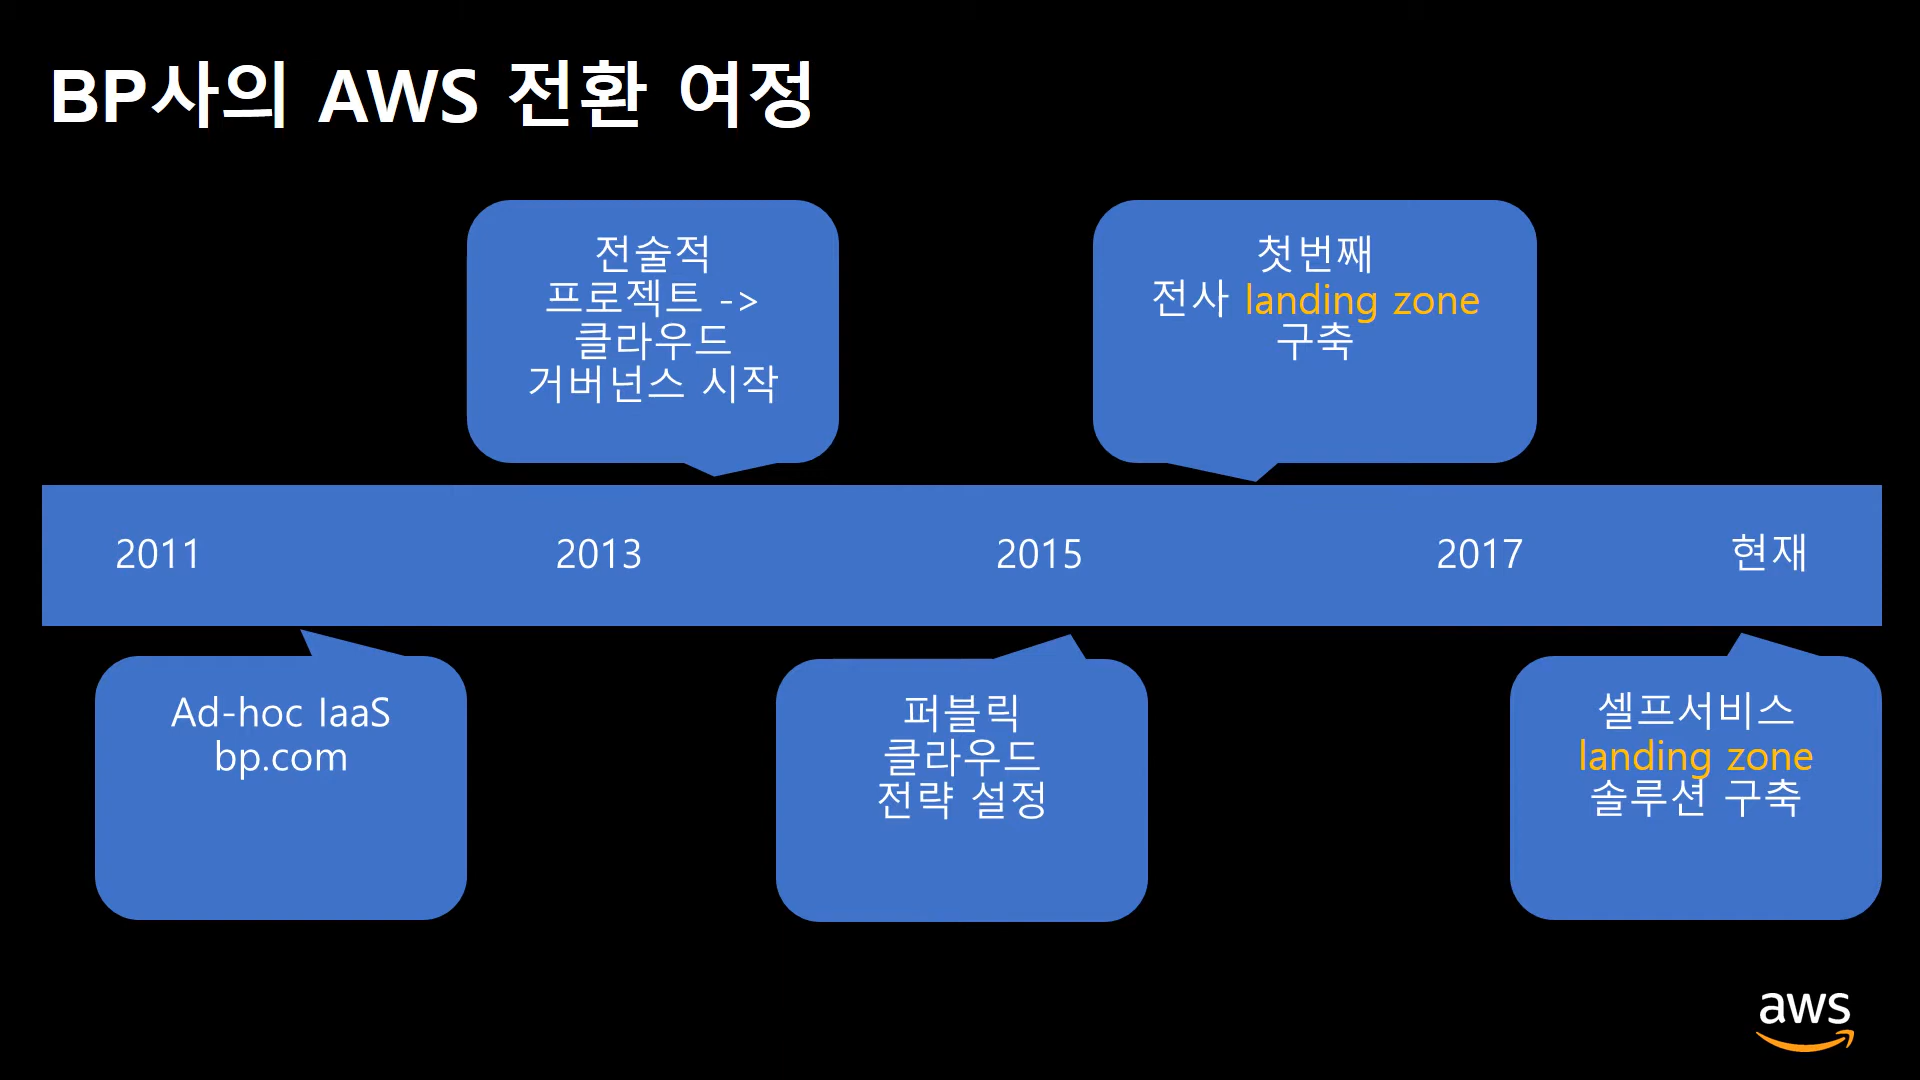 BP사의 AWS 전환 여정
전술적
프로젝트 ->
클라우드
거버넌스 시작
첫번째
전사 landing zone
구축
2011
2013
2015
2017
현재
Ad-hoc IaaS
bp.com
퍼블릭
클라우드
전략 설정
셀프서비스
landing zone
솔루션 구축
aws